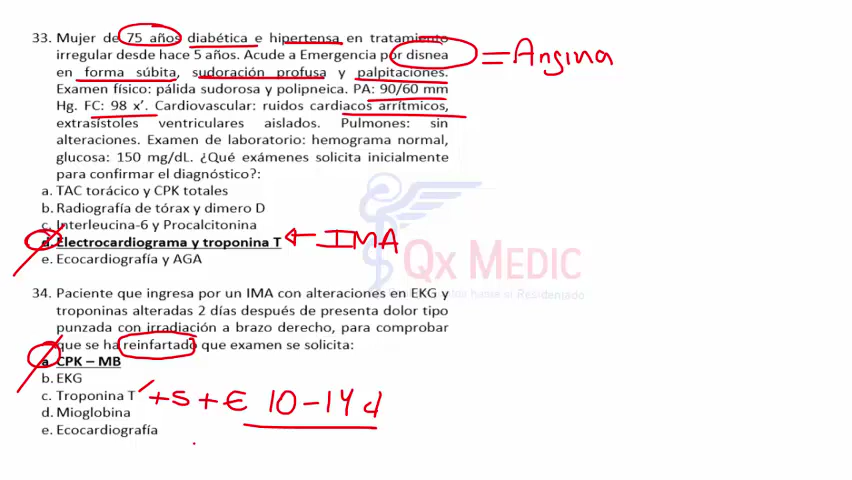 33. Mujer de 75 años diabética e hipertensa en tratamiento
irregular desde hace 5 años. Acude a Emergencia por disnea = Angina
en forma súbita, sudoración profusa y palpitaciones.
Examen físico: pálida sudorosa y polipneica. PA: 90/60 mm
Hg. FC: 98 x’. Cardiovascular: ruidos cardiacos arrítmicos,
extrasístoles ventriculares aislados. Pulmones: sin
alteraciones. Examen de laboratorio: hemograma normal,
glucosa: 150 mg/dL. ¿Qué exámenes solicita inicialmente
para confirmar el diagnóstico?:
a. TAC torácico y CPK totales
b. Radiografía de tórax y dimero D
c. Interleucina-6 y Procalcitonina
d. Electrocardiograma y troponina T ← IMA
e. Ecocardiografía y AGA
Qx MEDIC
hasta el Residentado
34. Paciente que ingresa por un IMA con alteraciones en EKG y
troponinas alteradas 2 días después de presenta dolor tipo
punzada con irradiación a brazo derecho, para comprobar
que se ha reinfartado que examen se solicita:
a. CPK – MB
b. EKG
c. Troponina T +S + E 10-14 d
d. Mioglobina
e. Ecocardiografía